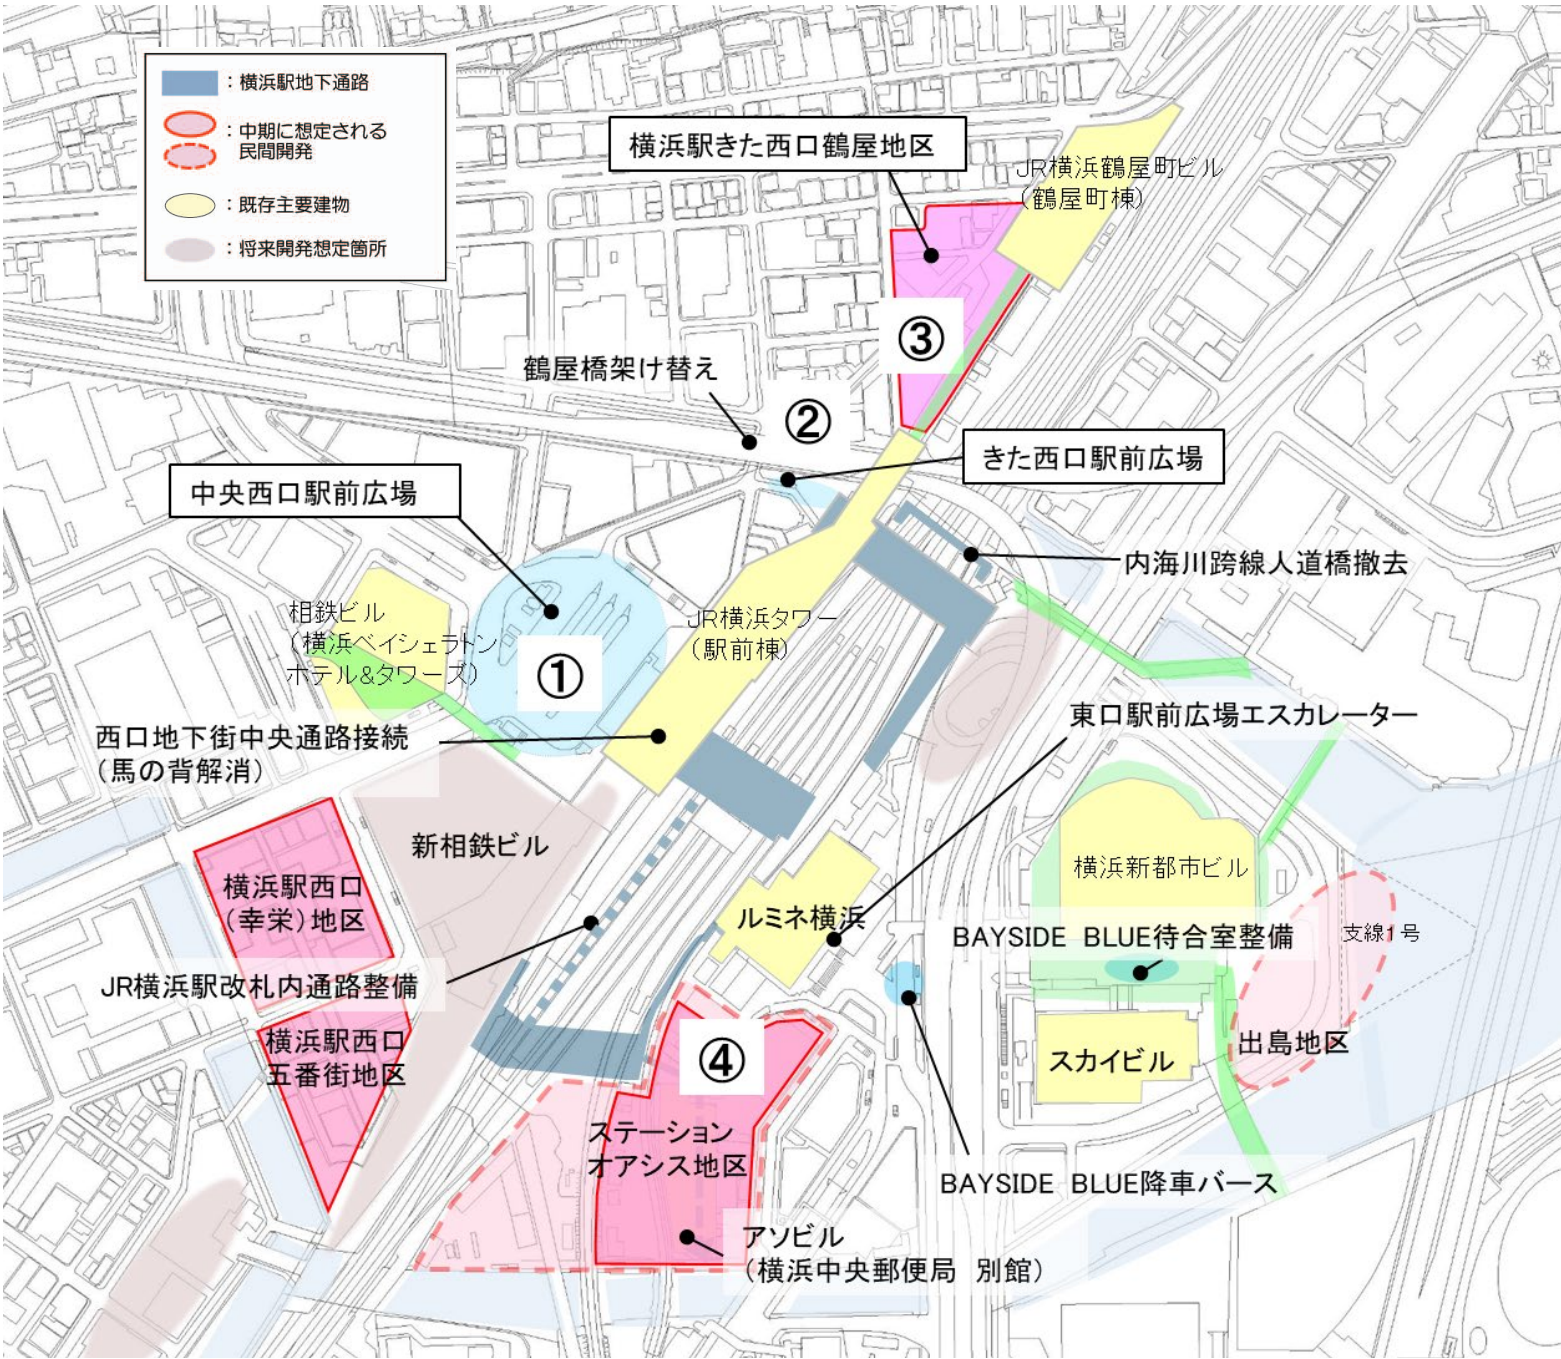 ：横浜駅地下通路
：中期に想定される
民間開発
：既存主要建物
：将来開発想定箇所
横浜駅きた西口鶴屋地区
JR横浜鶴屋町ビル
（鶴屋町棟）
③
鶴屋橋架け替え
②
きた西口駅前広場
中央西口駅前広場
内海川跨線人道橋撤去
相鉄ビル
（横浜ベイシェラトン
ホテル&タワーズ）
JR横浜タワー
（駅前棟）
①
西口地下街中央通路接続
（馬の背解消）
東口駅前広場エスカレーター
新相鉄ビル
横浜駅西口
（幸栄）地区
横浜新都市ビル
ルミネ横浜
BAYSIDE BLUE待合室整備
支線1号
JR横浜駅改札内通路整備
横浜駅西口
五番街地区
④
スカイビル
出島地区
ステーション
オアシス地区
BAYSIDE BLUE降車バース
アソビル
（横浜中央郵便局 別館）